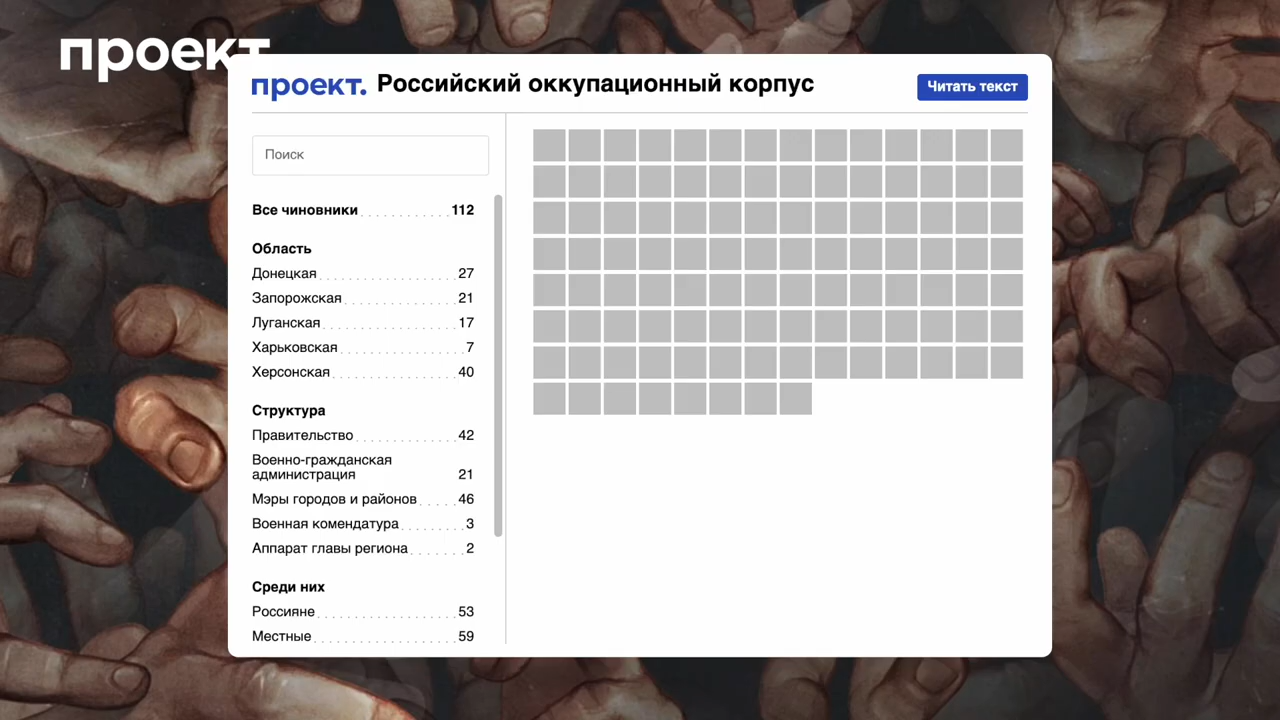 проект
проект. Российский оккупационный корпус
Читать текст
Поиск
Все чиновники 112
Область
Донецкая 27
Запорожская 21
Луганская 17
Харьковская 7
Херсонская 40
Структура
Правительство 42
Военно-гражданская
администрация 21
Мэры городов и районов 46
Военная комендатура 3
Аппарат главы региона 2
Среди них
Россияне 53
Местные 59